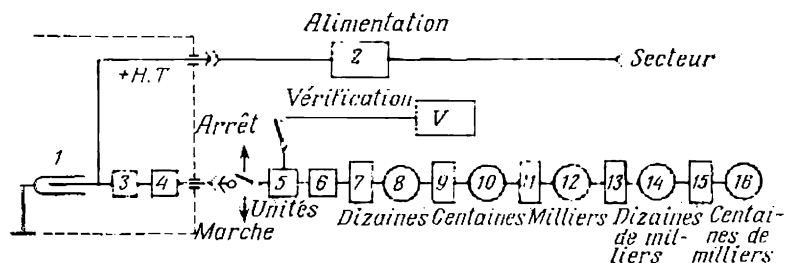 Alimentation
2
+H.T
Secteur
Vérification
V
Arrêt
1
3
4
5
6
7
8
9
10
11
12
13
14
15
16
Unités
Marche
Dizaines
Centaines
Milliers
Dizaines
de mil-
liers
Centai-
nes de
milliers